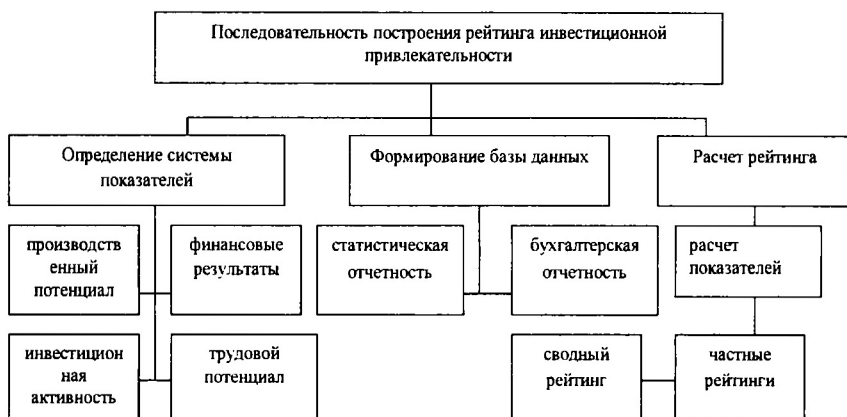 Последовательность построения рейтинга инвестиционной
привлекательности
Определение системы
показателей
Формирование базы данных
Расчет рейтинга
производств
енный
потенциал
финансовые
результаты
статистическая
отчетность
бухгалтерская
отчетность
расчет
показателей
инвестицион
ная
активность
трудовой
потенциал
сводный
рейтинг
частные
рейтинги